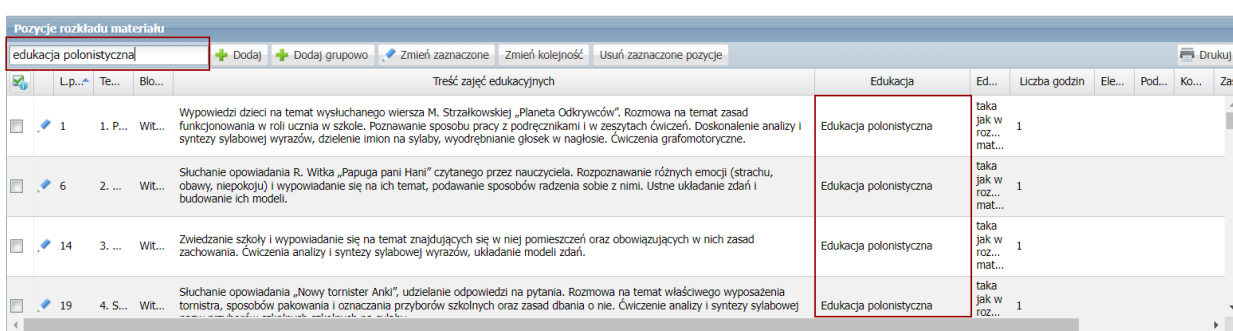 Pozycje rozkładu materiału
edukacja polonistyczna
Dodaj Dodaj grupowo Zmień zaznaczone Zmień kolejność Usuń zaznaczone pozycje Drukuj
L.p... Te... Blo... Treść zajęć edukacyjnych Edukacja Ed... Liczba godzin Ele... Pod... Ko... Za
1 1. P... Wit... Wypowiedzi dzieci na temat wysłuchanego wiersza M. Strzałkowskiej „Planeta Odkrywców”. Rozmowa na temat zasad
funkcjonowania w roli ucznia w szkole. Poznawanie sposobu pracy z podręcznikami i w zeszytach ćwiczeń. Doskonalenie analizy i
syntezy sylabowej wyrazów, dzielenie imion na sylaby, wyodrębnianie głosek w nagłosie. Ćwiczenia grafomotoryczne.
Edukacja polonistyczna
taka
jak w
roz...
mat...
1
6 2. ... Wit... Słuchanie opowiadania R. Witka „Papuga pani Hani” czytanego przez nauczyciela. Rozpoznawanie różnych emocji (strachu,
obawy, niepokoju) i wypowiadanie się na ich temat, podawanie sposobów radzenia sobie z nimi. Ustne układanie zdań i
budowanie ich modeli.
Edukacja polonistyczna
taka
jak w
roz...
mat...
1
14 3. ... Wit... Zwiedzanie szkoły i wypowiadanie się na temat znajdujących się w niej pomieszczeń oraz obowiązujących w nich zasad
zachowania. Ćwiczenia analizy i syntezy sylabowej wyrazów, układanie modeli zdań.
Edukacja polonistyczna
taka
jak w
roz...
mat...
1
19 4. S... Wit... Słuchanie opowiadania „Nowy tornister Anki”, udzielanie odpowiedzi na pytania. Rozmowa na temat właściwego wyposażenia
tornistra, sposobów pakowania i oznaczania przyborów szkolnych oraz zasad dbania o nie. Ćwiczenie analizy i syntezy sylabowej
Edukacja polonistyczna
taka
jak w
roz...
1